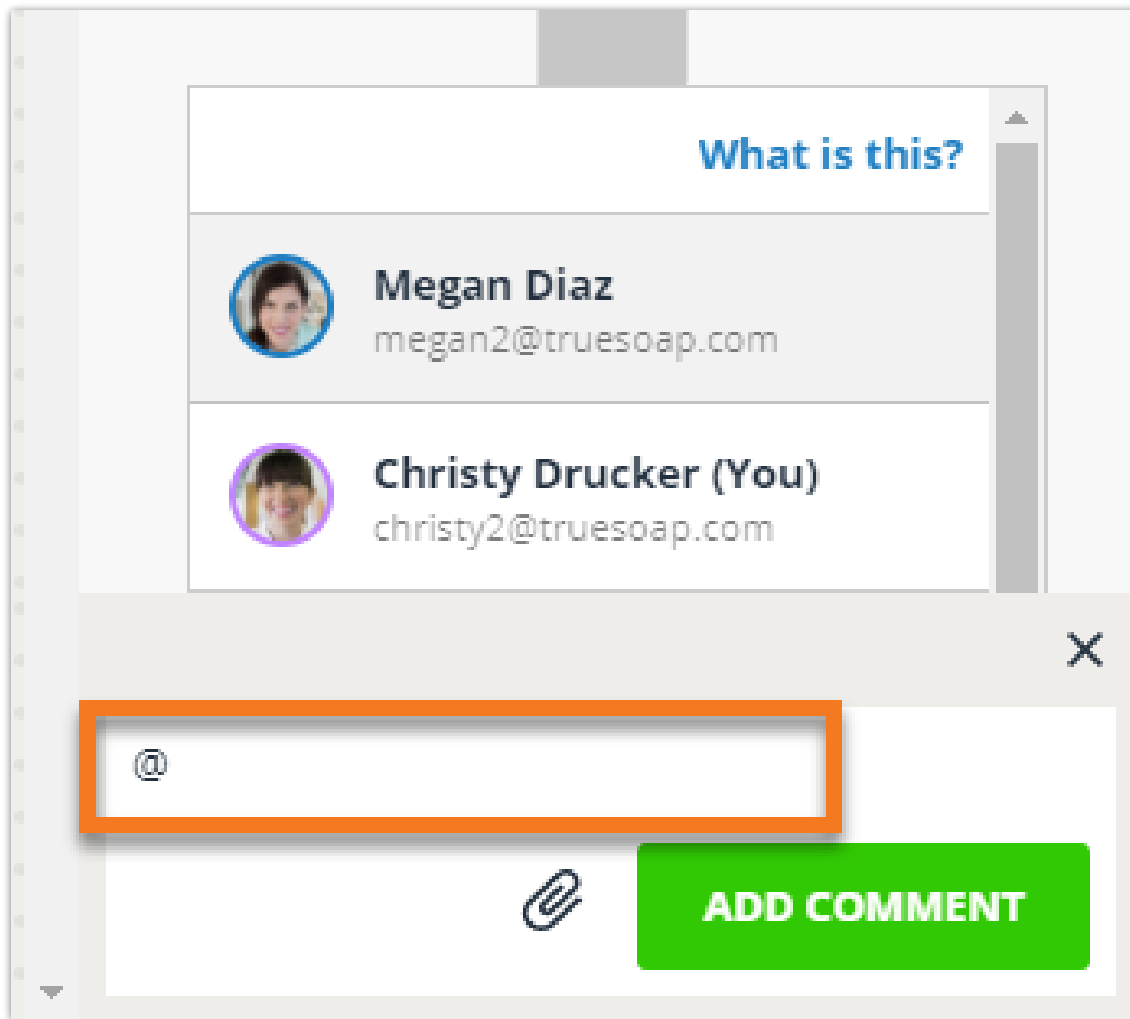 What is this?
Megan Diaz
megan2@truesoap.com
Christy Drucker (You)
christy2@truesoap.com
@
ADD COMMENT